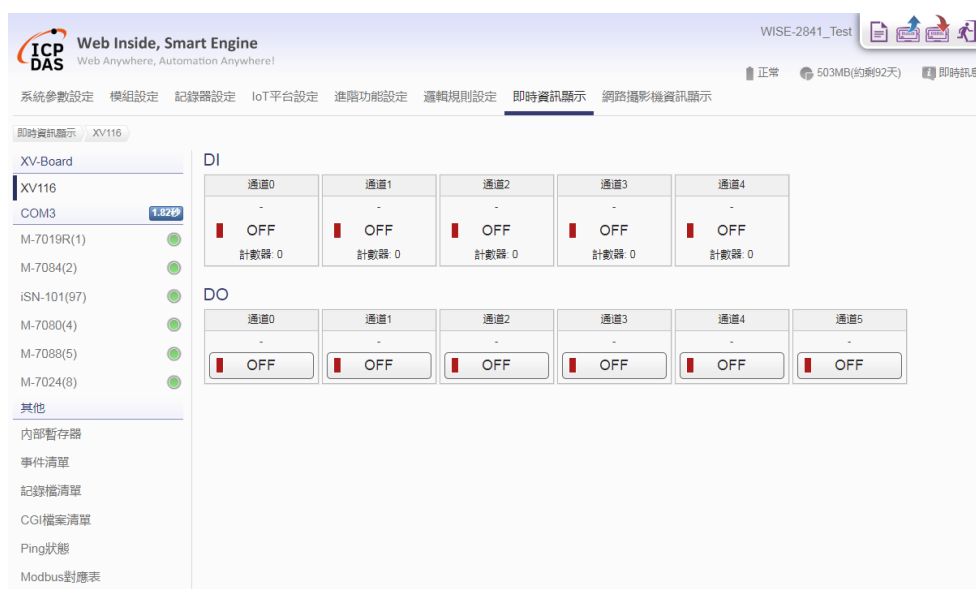 ICP DAS
Web Inside, Smart Engine
Web Anywhere, Automation Anywhere!
WISE-2841_Test
正常 503MB(約剩92天) 即時訊息
系統參數設定 模組設定 記錄器設定 IoT平台設定 進階功能設定 邏輯規則設定 即時資訊顯示 網路攝影機資訊顯示
即時資訊顯示 XV116
XV-Board
XV116
COM3 1.82秒
M-7019R(1)
M-7084(2)
iSN-101(97)
M-7080(4)
M-7088(5)
M-7024(8)
其他
內部暫存器
事件清單
記錄檔清單
CGI檔案清單
Ping狀態
Modbus對應表
DI
通道0 通道1 通道2 通道3 通道4
- - - - -
OFF OFF OFF OFF OFF
計數器: 0 計數器: 0 計數器: 0 計數器: 0 計數器: 0
DO
通道0 通道1 通道2 通道3 通道4 通道5
- - - - - -
OFF OFF OFF OFF OFF OFF